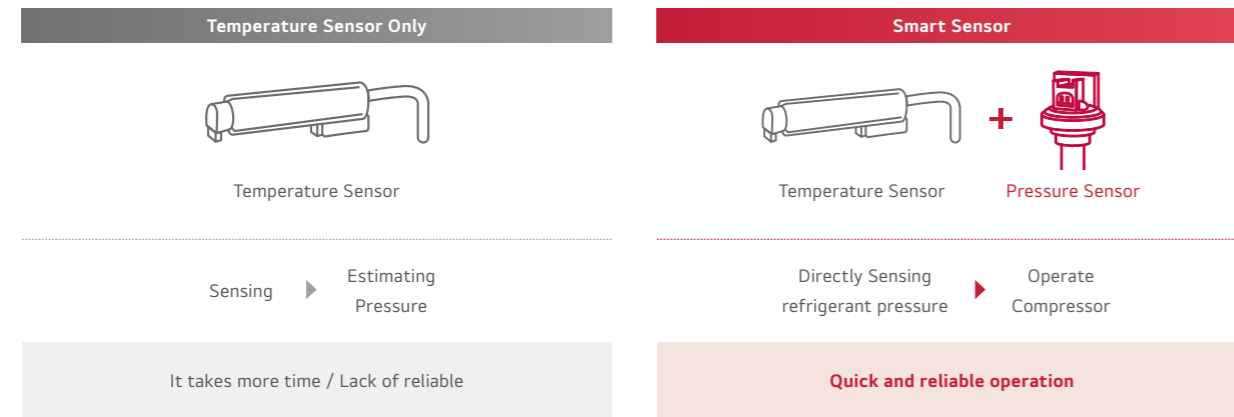 Temperature Sensor Only
Temperature Sensor
Sensing
Estimating
Pressure
It takes more time / Lack of reliable
Smart Sensor
+
Temperature Sensor
Pressure Sensor
Directly Sensing
refrigerant pressure
Operate
Compressor
Quick and reliable operation